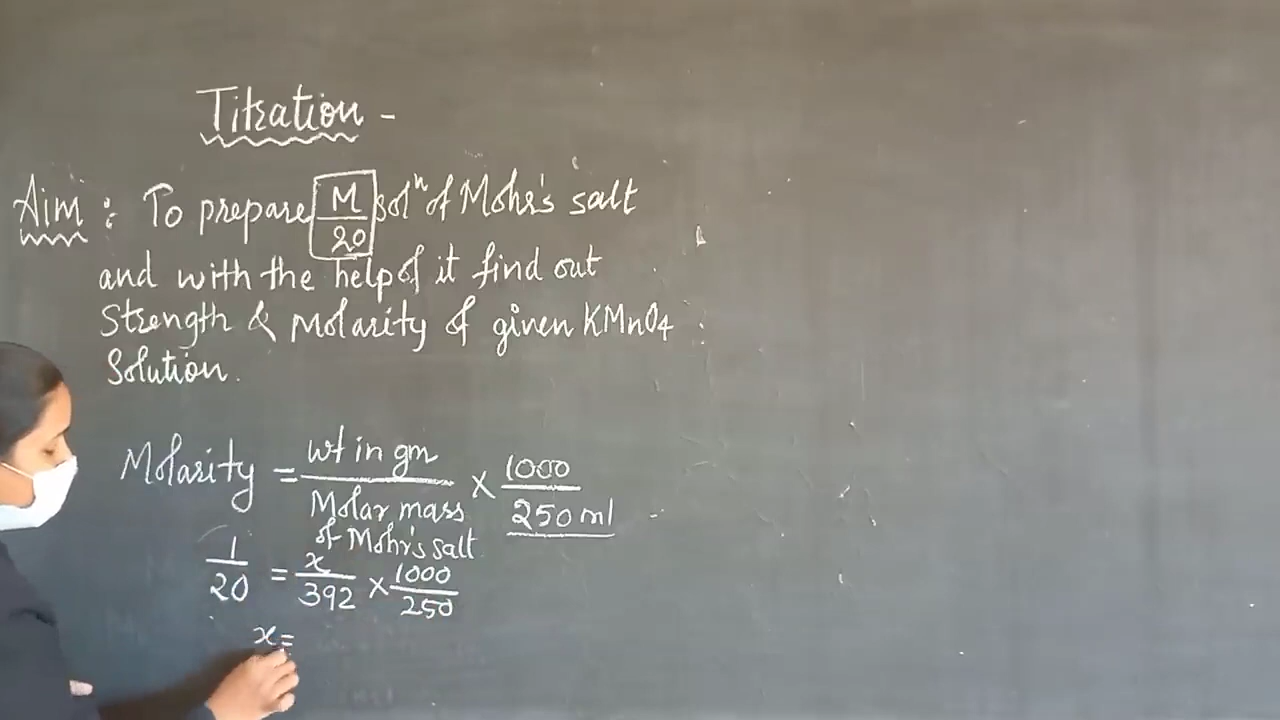 Titration -
Aim : To prepare M/20 solⁿ of Mohr's salt
and with the help of it find out
Strength & Molarity of given KMnO4
Solution.
Molarity = wt in gm / Molar mass of Mohr's salt × 1000 / 250 ml
1/20 = x/392 × 1000/250
x =